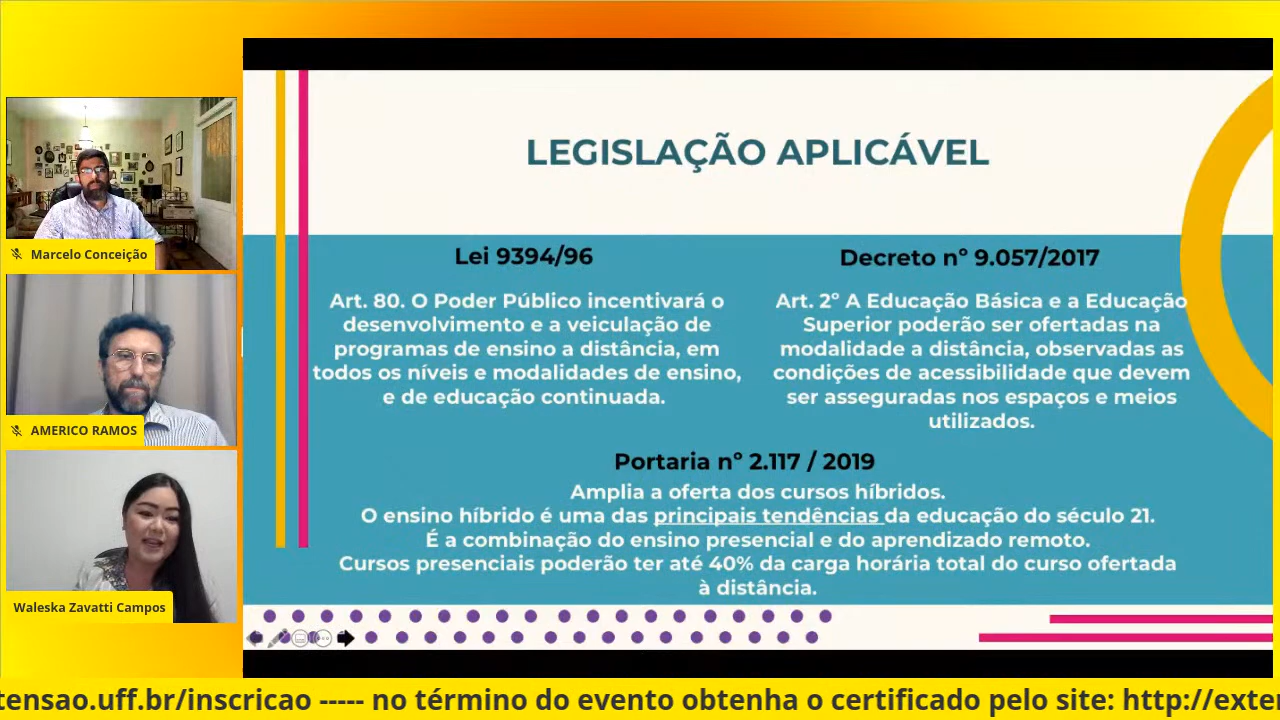 LEGISLAÇÃO APLICÁVEL
Lei 9394/96
Art. 80. O Poder Público incentivará o
desenvolvimento e a veiculação de
programas de ensino a distância, em
todos os níveis e modalidades de ensino,
e de educação continuada.
Decreto nº 9.057/2017
Art. 2º A Educação Básica e a Educação
Superior poderão ser ofertadas na
modalidade a distância, observadas as
condições de acessibilidade que devem
ser asseguradas nos espaços e meios
utilizados.
Portaria nº 2.117 / 2019
Amplia a oferta dos cursos híbridos.
O ensino híbrido é uma das principais tendências da educação do século 21.
É a combinação do ensino presencial e do aprendizado remoto.
Cursos presenciais poderão ter até 40% da carga horária total do curso ofertada
à distância.
Marcelo Conceição
AMERICO RAMOS
Waleska Zavatti Campos
tensao.uff.br/inscricao ----- no término do evento obtenha o certificado pelo site: http://exte